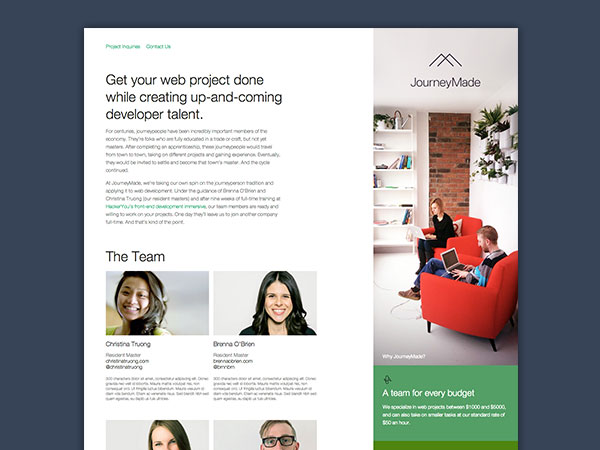 Project Inquiries Contact Us
Get your web project done
while creating up-and-coming
developer talent.
For centuries, journeypeople have been incredibly important members of the
economy. They're folks who are fully educated in a trade or craft, but not yet
masters. After completing an apprenticeship, these journeypeople would travel
from town to town, taking on different projects and gaining experience. Eventually,
they would be invited to settle and become that town's master. And the cycle
continued.
At JourneyMade, we're taking our own spin on the journeyperson tradition and
applying it to web development. Under the guidance of Brenna O'Brien and
Christina Truong (our resident masters) and after nine weeks of full-time training at
HackerYou's front-end development immersive, our team members are ready and
willing to work on your projects. One day they'll leave us to join another company
full-time. And that's kind of the point.
The Team
Christina Truong
Resident Master
christinatruong.com
@christinatruong
Brenna O'Brien
Resident Master
brennaobrien.com
@brnnbrn
JourneyMade
Why JourneyMade?
A team for every budget
We specialize in web projects between $1000 and $5000,
and can also take on smaller tasks at our standard rate of
$50 an hour.